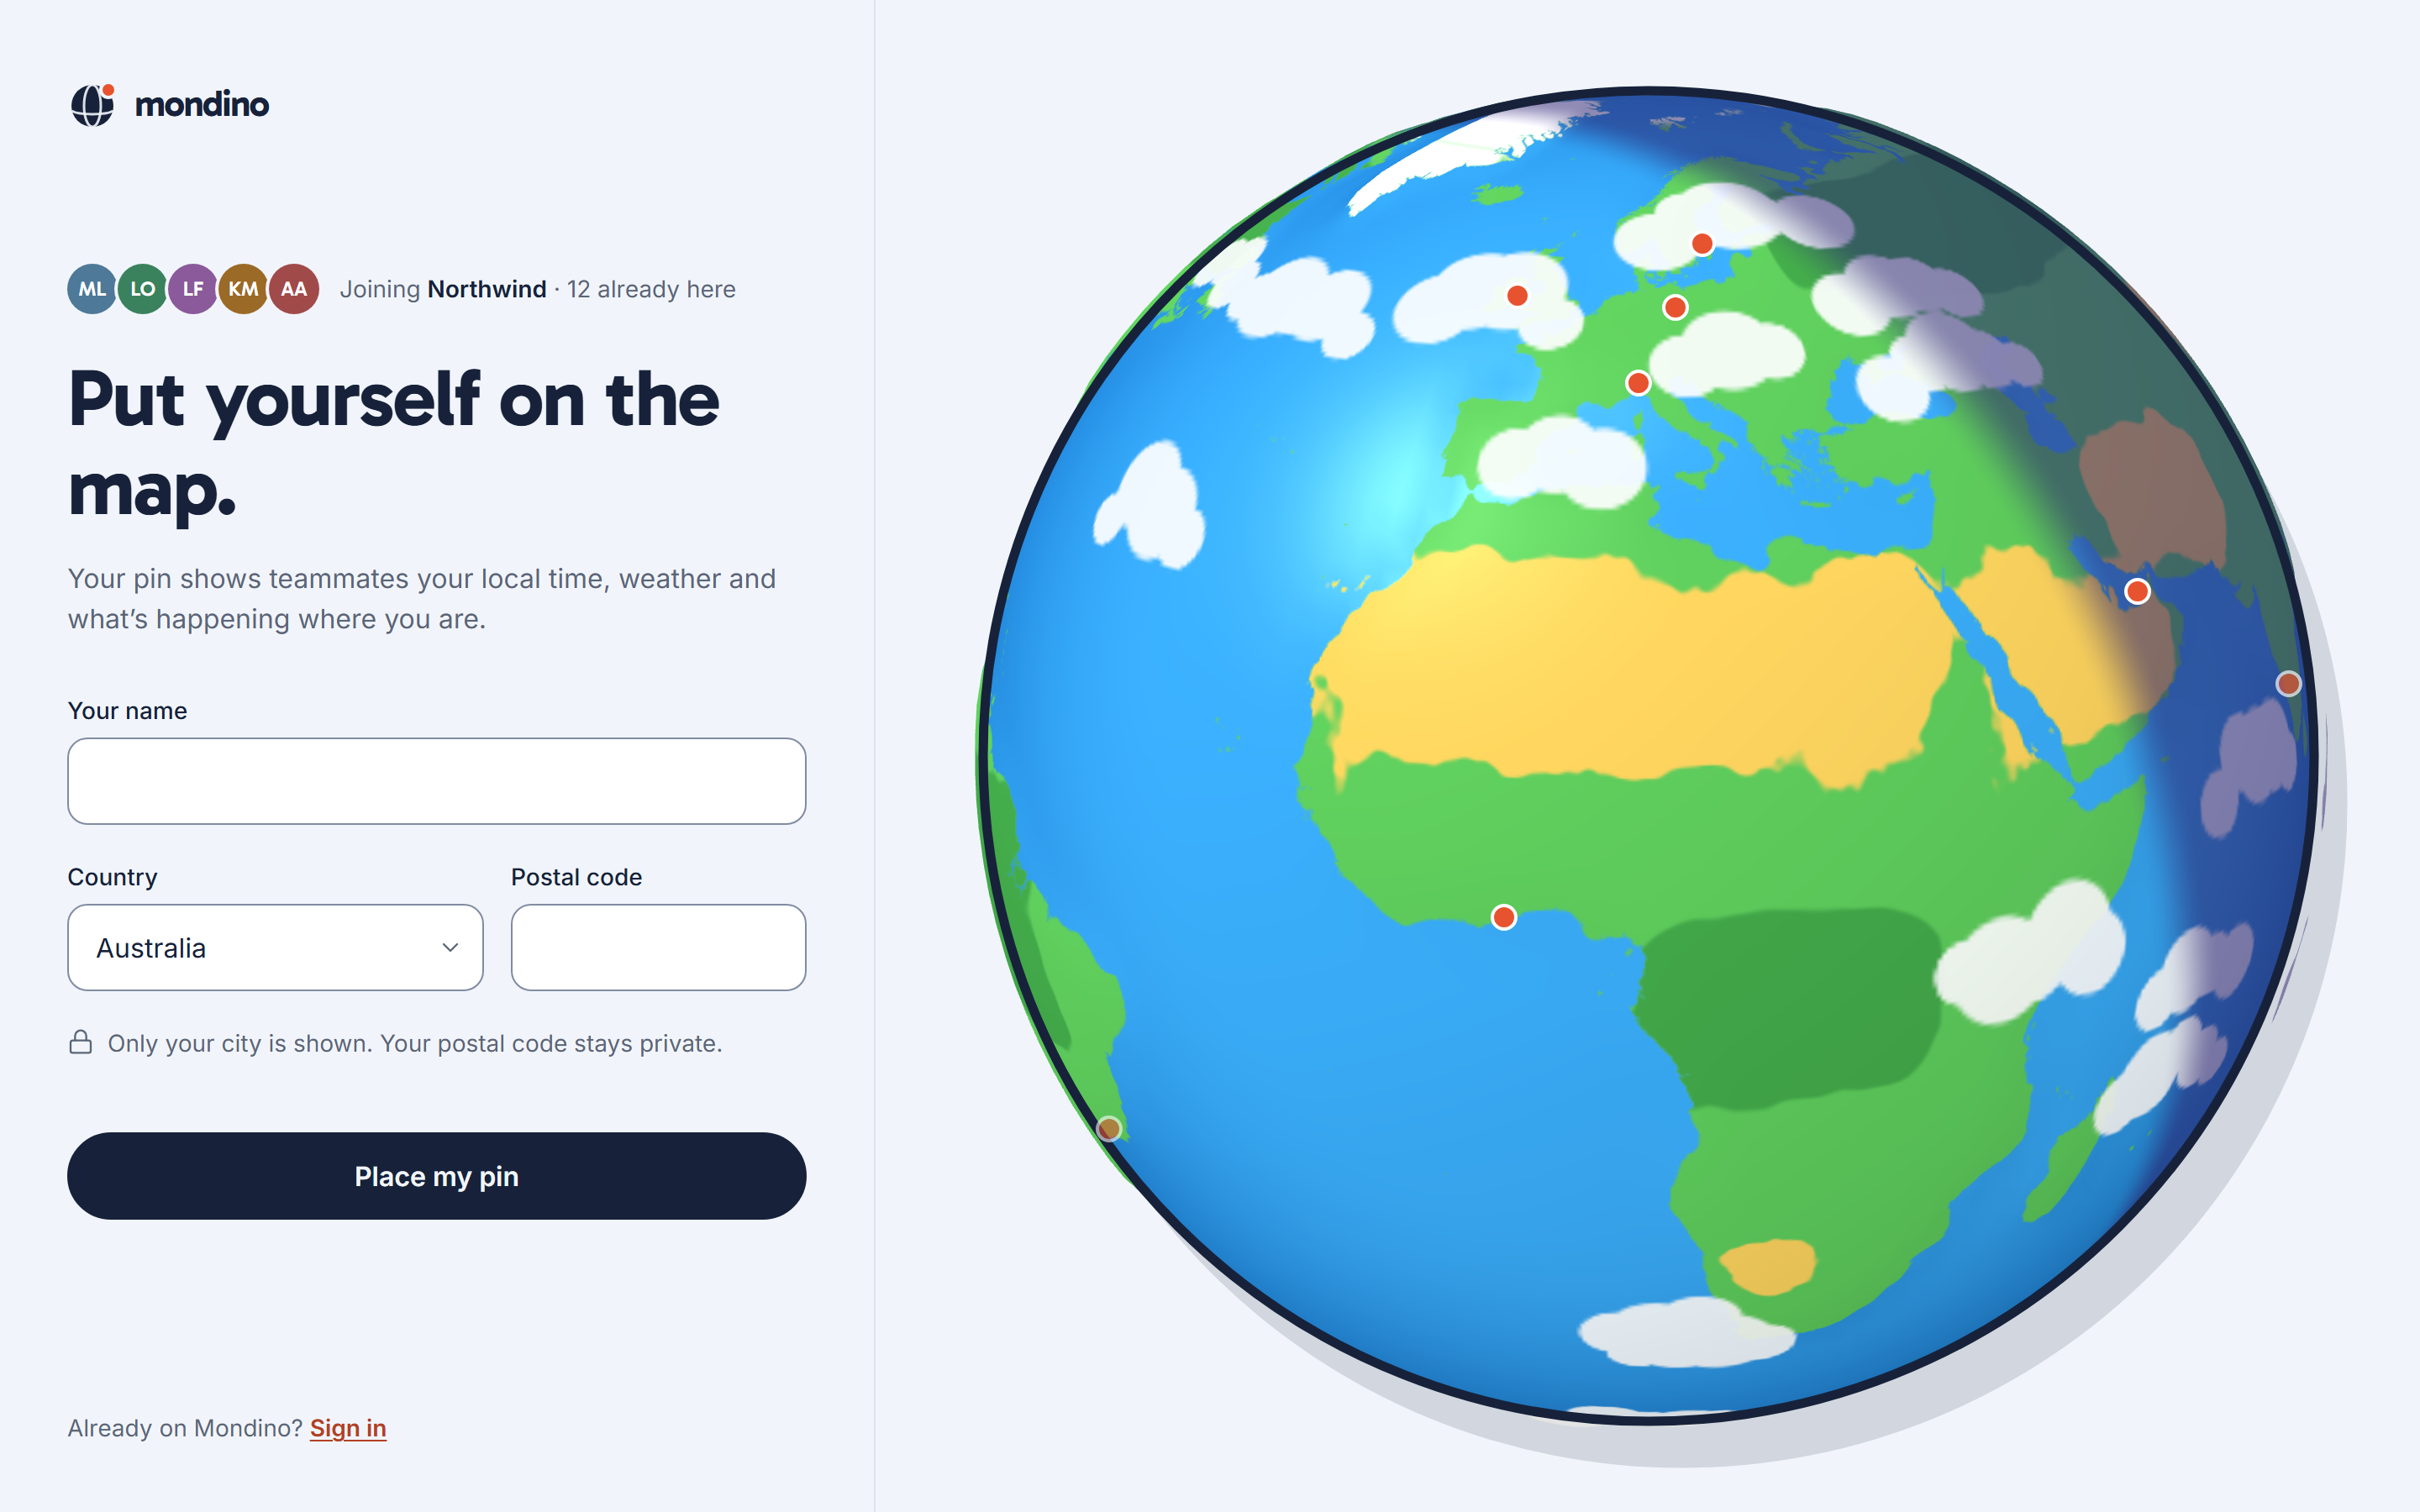 mondino
ML LO LF KM AA Joining Northwind · 12 already here
Put yourself on the
map.
Your pin shows teammates your local time, weather and
what’s happening where you are.
Your name
Country Postal code
Australia
Only your city is shown. Your postal code stays private.
Place my pin
Already on Mondino? Sign in